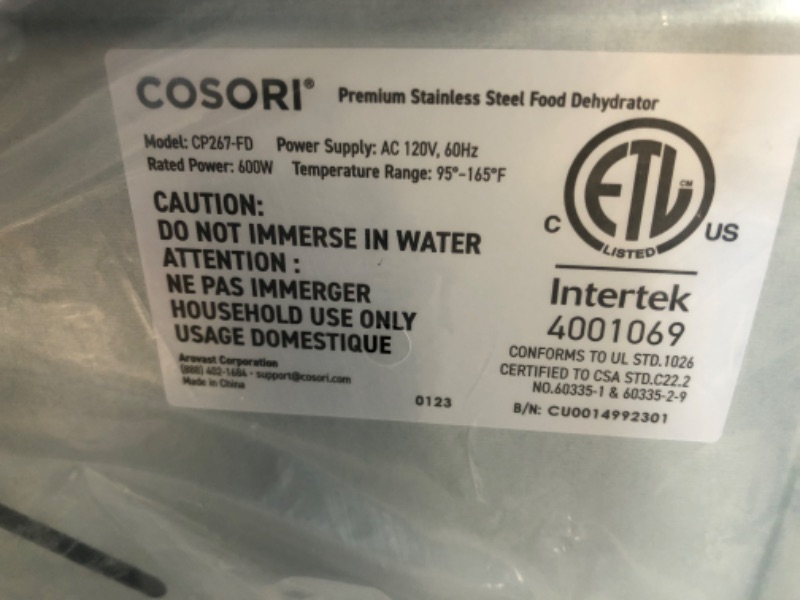 COSORI® Premium Stainless Steel Food Dehydrator
Model: CP267-FD Power Supply: AC 120V, 60Hz
Rated Power: 600W Temperature Range: 95°-165°F
CAUTION:
DO NOT IMMERSE IN WATER
ATTENTION :
NE PAS IMMERGER
HOUSEHOLD USE ONLY
USAGE DOMESTIQUE
Arovast Corporation
(888) 402-1684 • support@cosori.com
Made in China
0123
ETL CM
C US
LISTED
Intertek
4001069
CONFORMS TO UL STD.1026
CERTIFIED TO CSA STD.C22.2
NO.60335-1 & 60335-2-9
B/N: CU0014992301